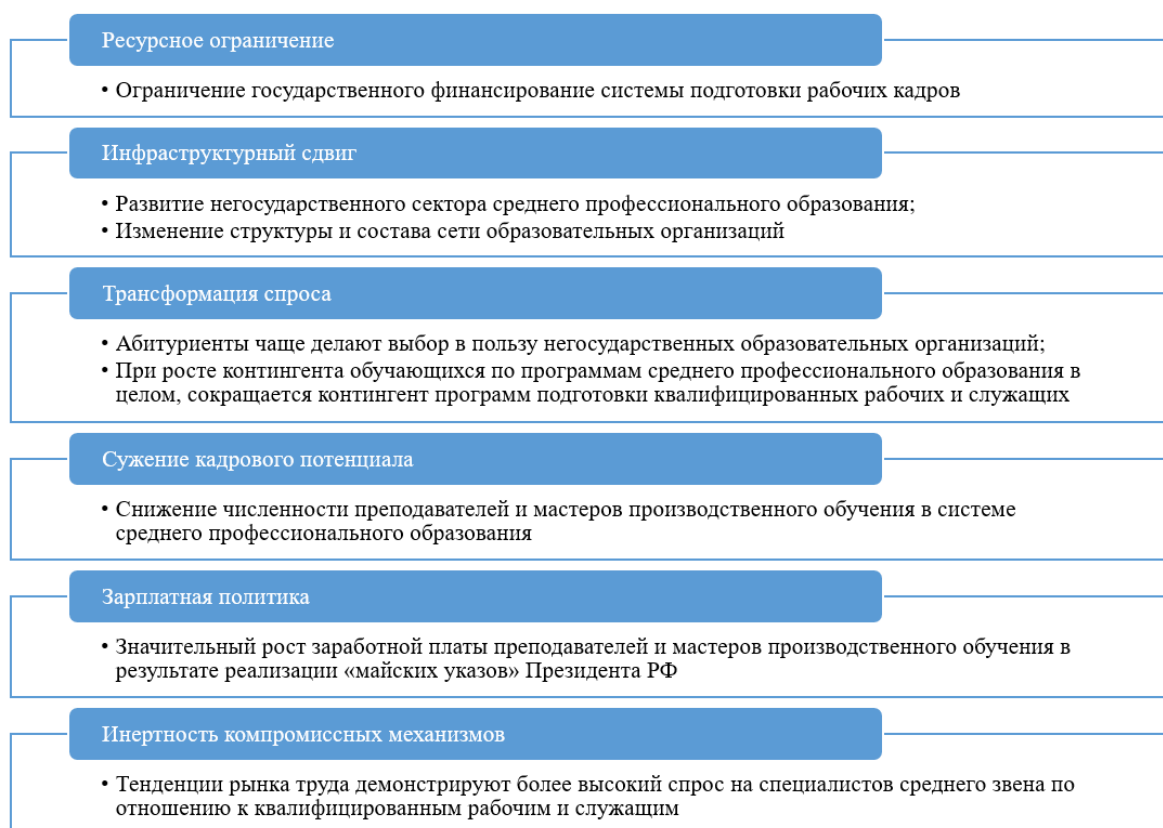 Ресурсное ограничение
• Ограничение государственного финансирование системы подготовки рабочих кадров
Инфраструктурный сдвиг
• Развитие негосударственного сектора среднего профессионального образования;
• Изменение структуры и состава сети образовательных организаций
Трансформация спроса
• Абитуриенты чаще делают выбор в пользу негосударственных образовательных организаций;
• При росте контингента обучающихся по программам среднего профессионального образования в
целом, сокращается контингент программ подготовки квалифицированных рабочих и служащих
Сужение кадрового потенциала
• Снижение численности преподавателей и мастеров производственного обучения в системе
среднего профессионального образования
Зарплатная политика
• Значительный рост заработной платы преподавателей и мастеров производственного обучения в
результате реализации «майских указов» Президента РФ
Инертность компромиссных механизмов
• Тенденции рынка труда демонстрируют более высокий спрос на специалистов среднего звена по
отношению к квалифицированным рабочим и служащим